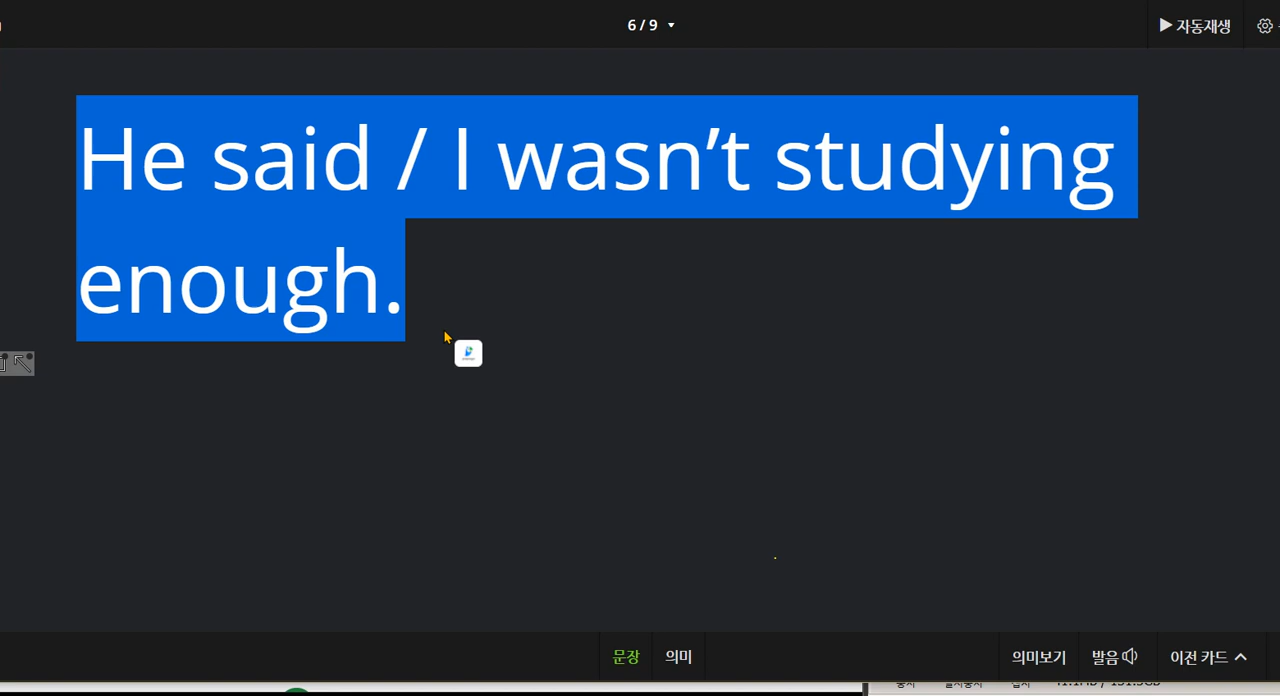 6 / 9
▶ 자동재생
He said / I wasn’t studying
enough.
문장 의미 의미보기 발음 이전 카드